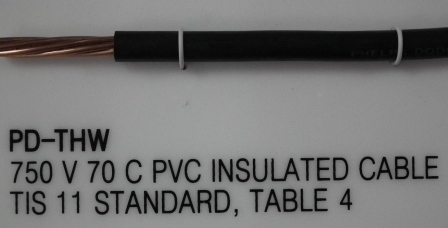 PD-THW
750 V 70 C PVC INSULATED CABLE
TIS 11 STANDARD, TABLE 4